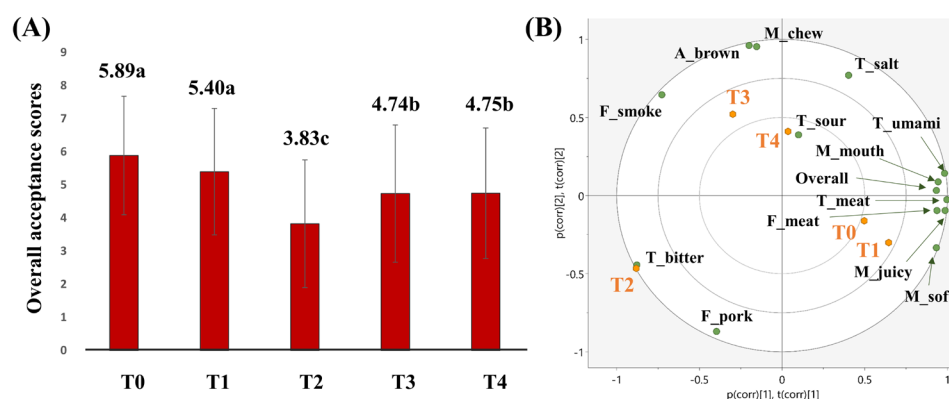 (A)
Overall acceptance scores
9
8
7
6
5
4
3
2
1
0
5.89a
5.40a
3.83c
4.74b
4.75b
T0 T1 T2 T3 T4
(B)
p(corr)[2], t(corr)[2]
1
0.5
0
-0.5
-1
M_chew
A_brown
T_salt
F_smoke
T3
T_sour
T_umami
T4
M_mouth
Overall
T_meat
F_meat
T0
T1
M_juicy
T_bitter
T2
M_sof
F_pork
-1 -0.5 0 0.5 1
p(corr)[1], t(corr)[1]